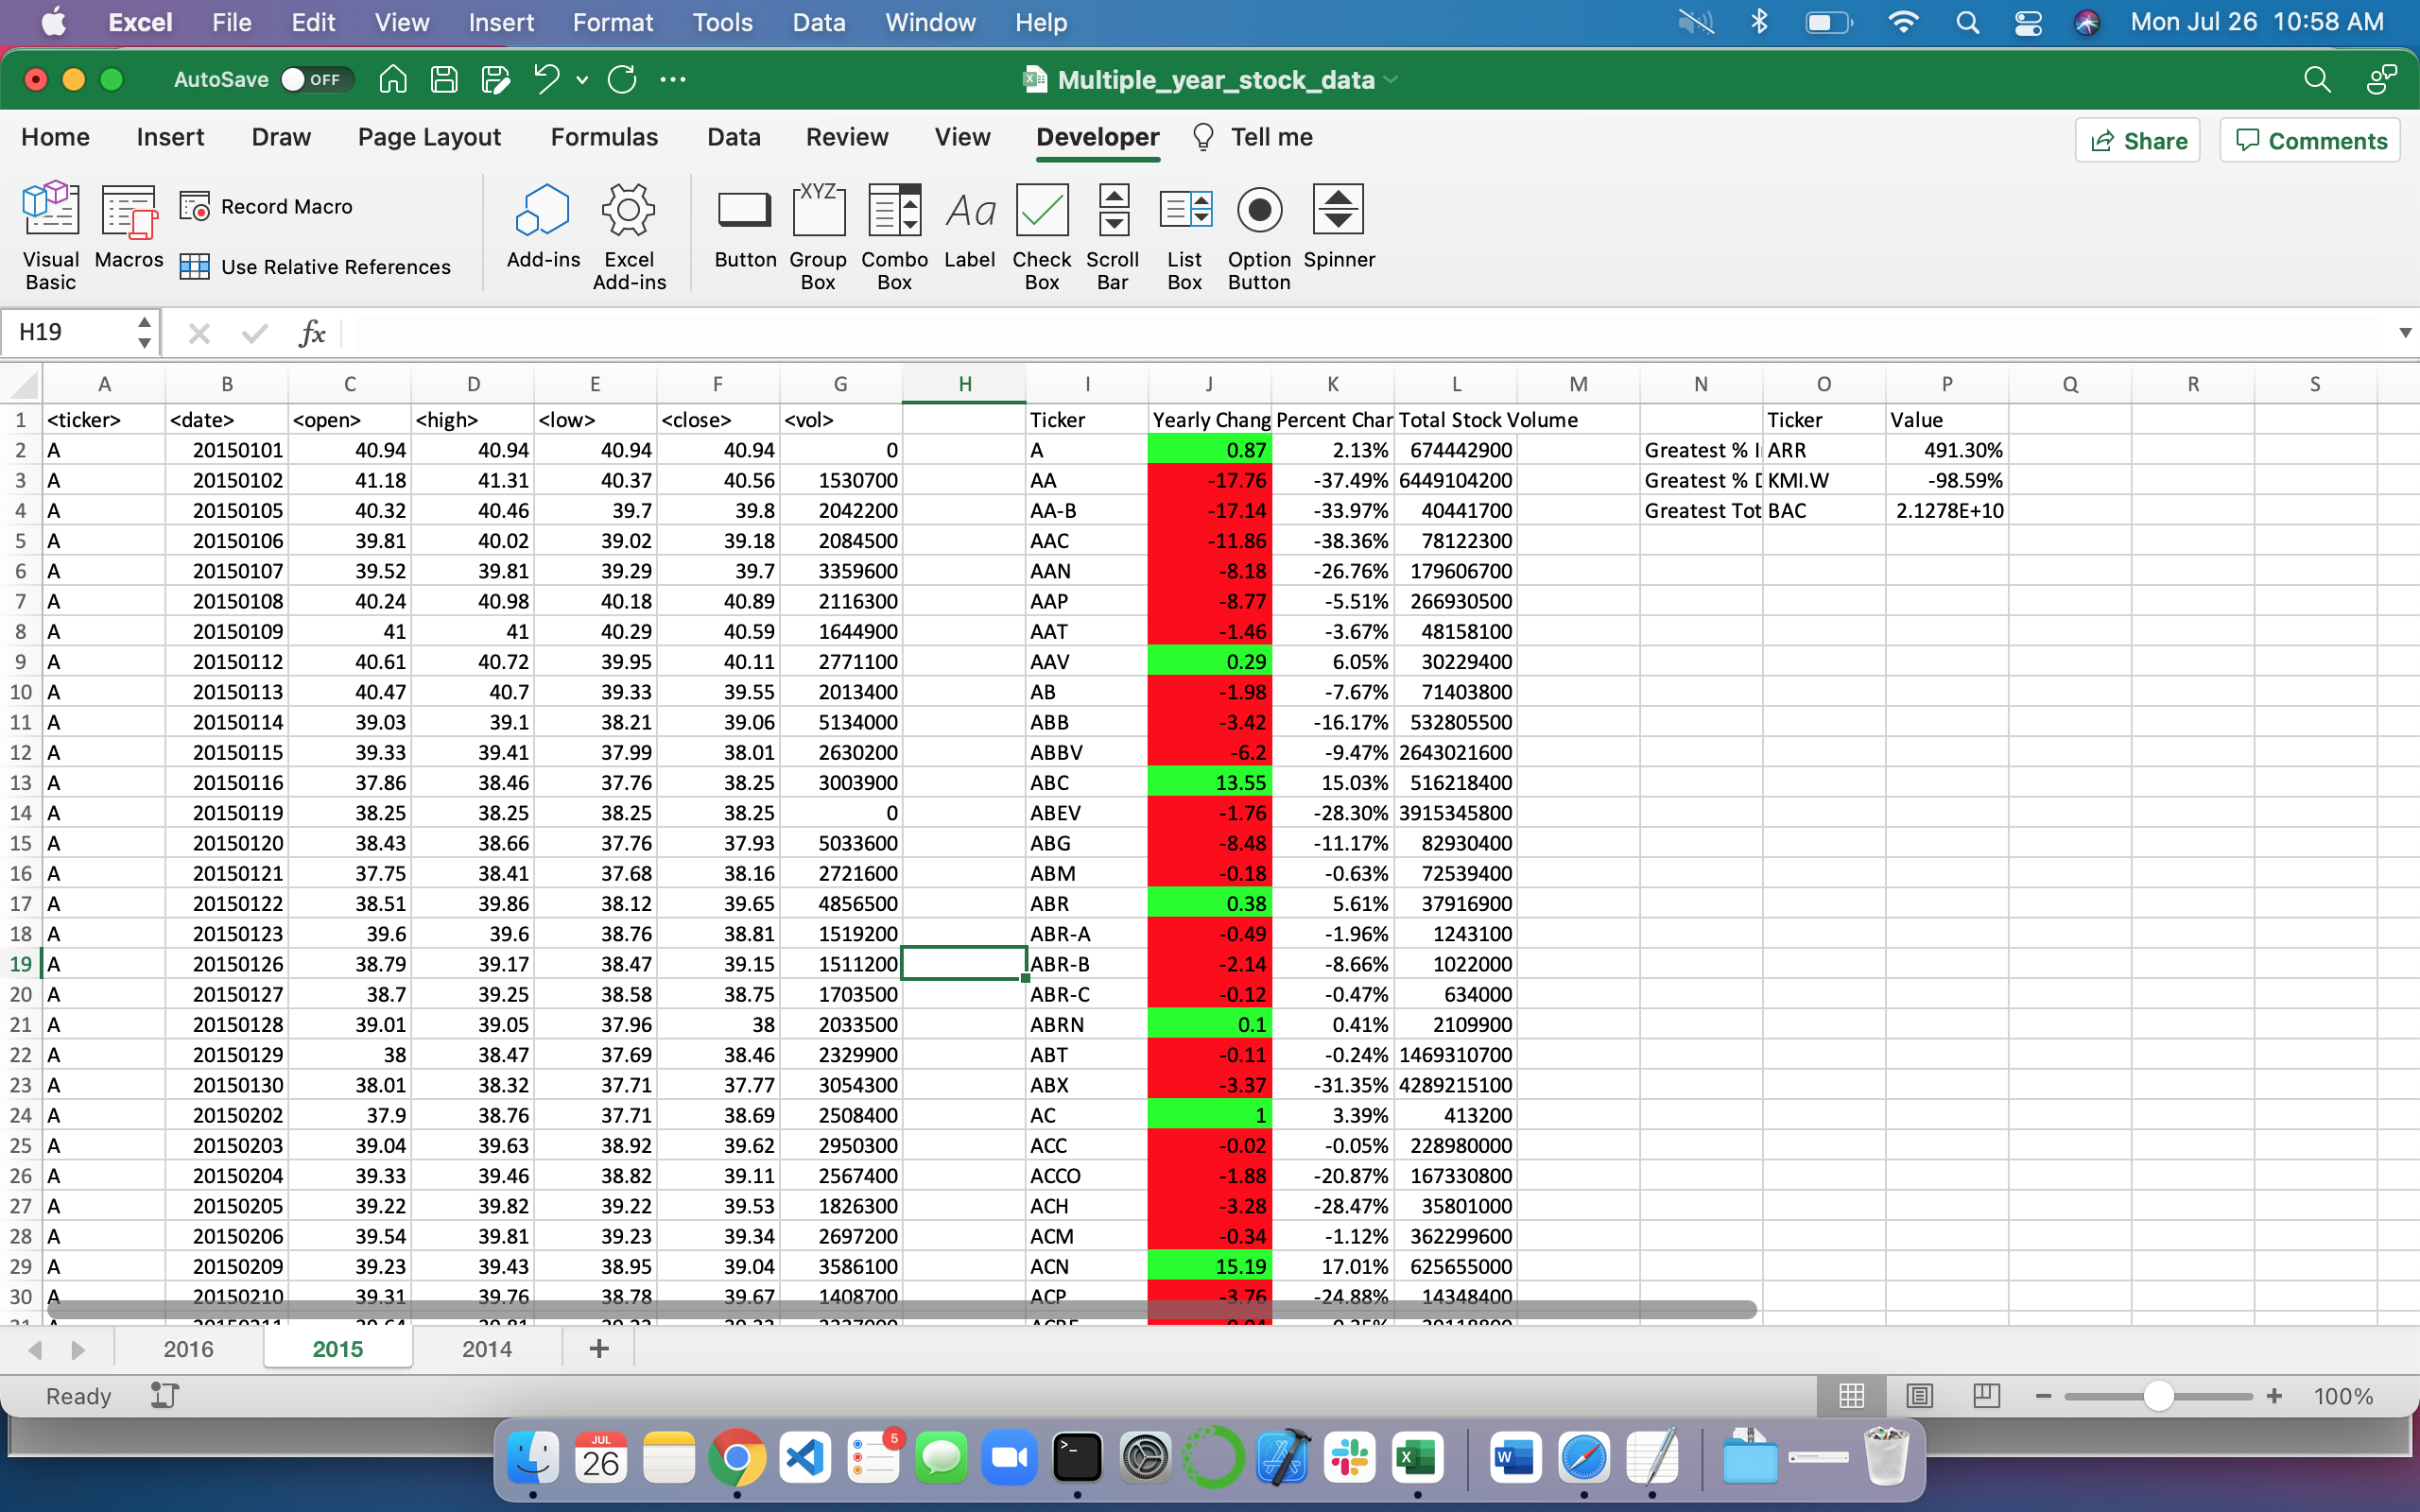 Excel File Edit View Insert Format Tools Data Window Help Mon Jul 26 10:58 AM
AutoSave OFF Multiple_year_stock_data
Home Insert Draw Page Layout Formulas Data Review View Developer Tell me Share Comments
Visual Basic Macros Record Macro Use Relative References Add-ins Excel Add-ins XYZ Aa Button Group Box Combo Box Label Check Box Scroll Bar List Box Option Button Spinner
H19 fx
A B C D E F G H I J K L M N O P Q R S
1 <ticker> <date> <open> <high> <low> <close> <vol> Ticker Yearly Chang Percent Char Total Stock Volume Ticker Value
2 A 20150101 40.94 40.94 40.94 40.94 0 A 0.87 2.13% 674442900 Greatest % I ARR 491.30%
3 A 20150102 41.18 41.31 40.37 40.56 1530700 AA -17.76 -37.49% 6449104200 Greatest % D KMI.W -98.59%
4 A 20150105 40.32 40.46 39.7 39.8 2042200 AA-B -17.14 -33.97% 40441700 Greatest Tot BAC 2.1278E+10
5 A 20150106 39.81 40.02 39.02 39.18 2084500 AAC -11.86 -38.36% 78122300
6 A 20150107 39.52 39.81 39.29 39.7 3359600 AAN -8.18 -26.76% 179606700
7 A 20150108 40.24 40.98 40.18 40.89 2116300 AAP -8.77 -5.51% 266930500
8 A 20150109 41 41 40.29 40.59 1644900 AAT -1.46 -3.67% 48158100
9 A 20150112 40.61 40.72 39.95 40.11 2771100 AAV 0.29 6.05% 30229400
10 A 20150113 40.47 40.7 39.33 39.55 2013400 AB -1.98 -7.67% 71403800
11 A 20150114 39.03 39.1 38.21 39.06 5134000 ABB -3.42 -16.17% 532805500
12 A 20150115 39.33 39.41 37.99 38.01 2630200 ABBV -6.2 -9.47% 2643021600
13 A 20150116 37.86 38.46 37.76 38.25 3003900 ABC 13.55 15.03% 516218400
14 A 20150119 38.25 38.25 38.25 38.25 0 ABEV -1.76 -28.30% 3915345800
15 A 20150120 38.43 38.66 37.76 37.93 5033600 ABG -8.48 -11.17% 82930400
16 A 20150121 37.75 38.41 37.68 38.16 2721600 ABM -0.18 -0.63% 72539400
17 A 20150122 38.51 39.86 38.12 39.65 4856500 ABR 0.38 5.61% 37916900
18 A 20150123 39.6 39.6 38.76 38.81 1519200 ABR-A -0.49 -1.96% 1243100
19 A 20150126 38.79 39.17 38.47 39.15 1511200 ABR-B -2.14 -8.66% 1022000
20 A 20150127 38.7 39.25 38.58 38.75 1703500 ABR-C -0.12 -0.47% 634000
21 A 20150128 39.01 39.05 37.96 38 2033500 ABRN 0.1 0.41% 2109900
22 A 20150129 38 38.47 37.69 38.46 2329900 ABT -0.11 -0.24% 1469310700
23 A 20150130 38.01 38.32 37.71 37.77 3054300 ABX -3.37 -31.35% 4289215100
24 A 20150202 37.9 38.76 37.71 38.69 2508400 AC 1 3.39% 413200
25 A 20150203 39.04 39.63 38.92 39.62 2950300 ACC -0.02 -0.05% 228980000
26 A 20150204 39.33 39.46 38.82 39.11 2567400 ACCO -1.88 -20.87% 167330800
27 A 20150205 39.22 39.82 39.22 39.53 1826300 ACH -3.28 -28.47% 35801000
28 A 20150206 39.54 39.81 39.23 39.34 2697200 ACM -0.34 -1.12% 362299600
29 A 20150209 39.23 39.43 38.95 39.04 3586100 ACN 15.19 17.01% 625655000
30 A 20150210 39.31 39.76 38.78 39.67 1408700 ACP -3.76 -24.88% 14348400
2016 2015 2014 +
Ready 100%
JUL 26 5 W X